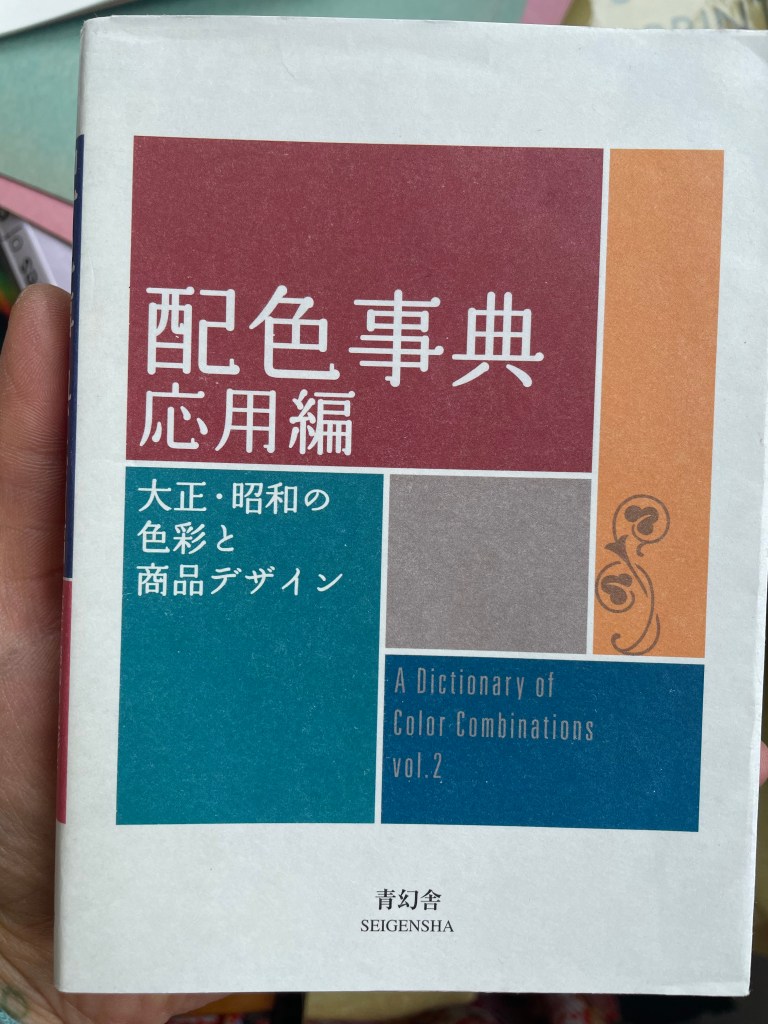 配色事典
応用編
大正・昭和の
色彩と
商品デザイン
A Dictionary of
Color Combinations
vol.2
青幻舎
SEIGENSHA